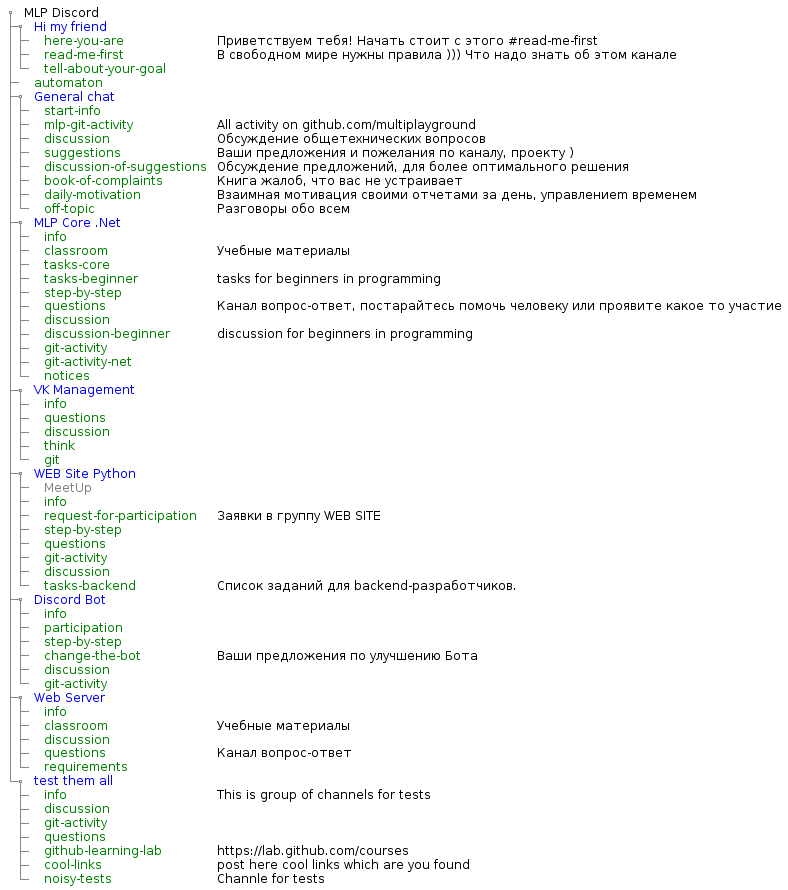 MLP Discord
Hi my friend
here-you-are Приветствуем тебя! Начать стоит с этого #read-me-first
read-me-first В свободном мире нужны правила ))) Что надо знать об этом канале
tell-about-your-goal
automaton
General chat
start-info
mlp-git-activity All activity on github.com/multiplayground
discussion Обсуждение общетехнических вопросов
suggestions Ваши предложения и пожелания по каналу, проекту )
discussion-of-suggestions Обсуждение предложений, для более оптимального решения
book-of-complaints Книга жалоб, что вас не устраивает
daily-motivation Взаимная мотивация своими отчетами за день, управлениеm временем
off-topic Разговоры обо всем
MLP Core .Net
info
classroom Учебные материалы
tasks-core
tasks-beginner tasks for beginners in programming
step-by-step
questions Канал вопрос-ответ, постарайтесь помочь человеку или проявите какое то участие
discussion
discussion-beginner discussion for beginners in programming
git-activity
git-activity-net
notices
VK Management
info
questions
discussion
think
git
WEB Site Python
MeetUp
info
request-for-participation Заявки в группу WEB SITE
step-by-step
questions
git-activity
discussion
tasks-backend Список заданий для backend-разработчиков.
Discord Bot
info
participation
step-by-step
change-the-bot Ваши предложения по улучшению Бота
discussion
git-activity
Web Server
info
classroom Учебные материалы
discussion
questions Канал вопрос-ответ
requirements
test them all
info This is group of channels for tests
discussion
git-activity
questions
github-learning-lab https://lab.github.com/courses
cool-links post here cool links which are you found
noisy-tests Channle for tests